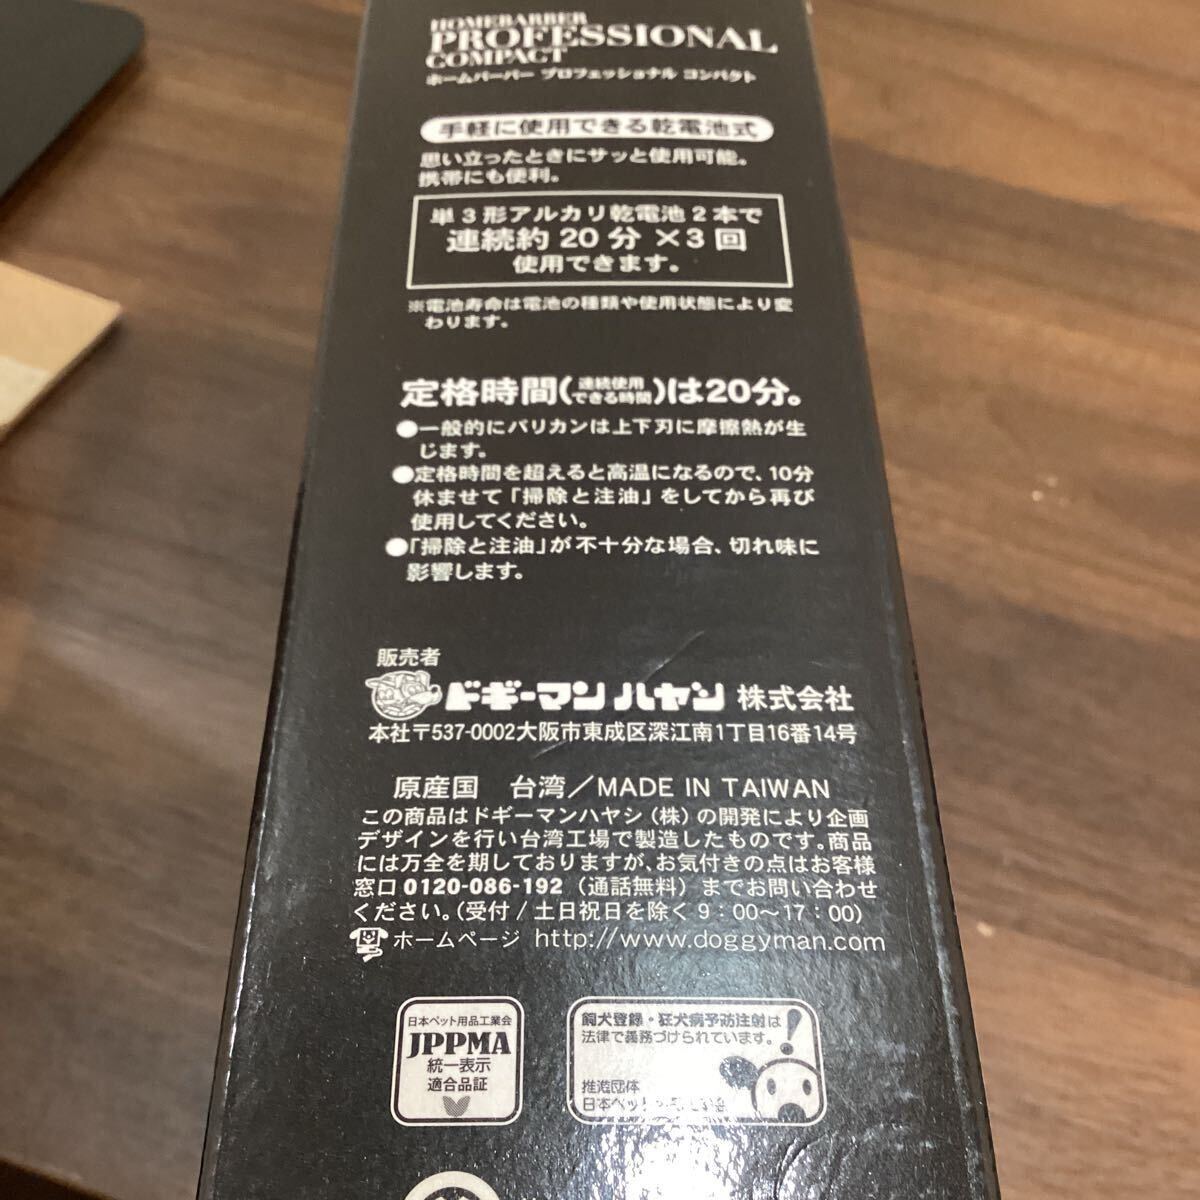 HOMEBARBER
PROFESSIONAL
COMPACT
ホームバーバー プロフェッショナル コンパクト
手軽に使用できる乾電池式
思い立ったときにサッと使用可能。
携帯にも便利。
単3形アルカリ乾電池2本で
連続約20分×3回
使用できます。
※電池寿命は電池の種類や使用状態により変
わります。
定格時間(連続使用できる時間)は20分。
●一般的にバリカンは上下刃に摩擦熱が生
じます。
●定格時間を超えると高温になるので、10分
休ませて「掃除と注油」をしてから再び
使用してください。
●「掃除と注油」が不十分な場合、切れ味に
影響します。
販売者
ドギーマンハヤシ 株式会社
本社〒537-0002大阪市東成区深江南1丁目16番14号
原産国 台湾/MADE IN TAIWAN
この商品はドギーマンハヤシ(株)の開発により企画
デザインを行い台湾工場で製造したものです。商品
には万全を期しておりますが、お気付きの点はお客様
窓口0120-086-192(通話無料)までお問い合わせ
ください。(受付/土日祝日を除く9:00〜17:00)
ホームページ http://www.doggyman.com
日本ペット用品工業会
JPPMA
統一表示
適合品証
飼犬登録・狂犬病予防注射は
法律で義務づけられています。
推進団体
日本ペット